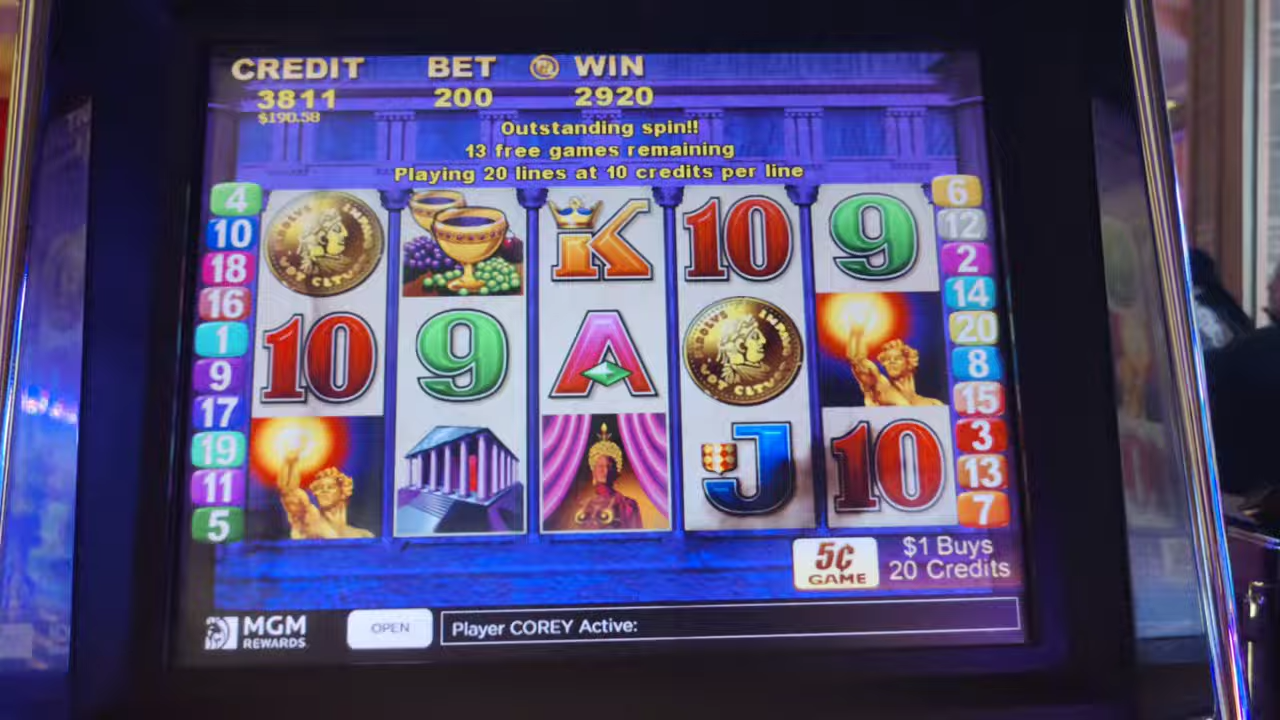 CREDIT BET WIN
3811 200 2920
$190.58
Outstanding spin!!
13 free games remaining
Playing 20 lines at 10 credits per line
4 6
10 12
18 2
16 14
1 20
9 8
17 15
19 3
11 13
5 7
K 10 9
10 9 A
J 10
5¢ GAME
$1 Buys
20 Credits
MGM
REWARDS
OPEN
Player COREY Active: